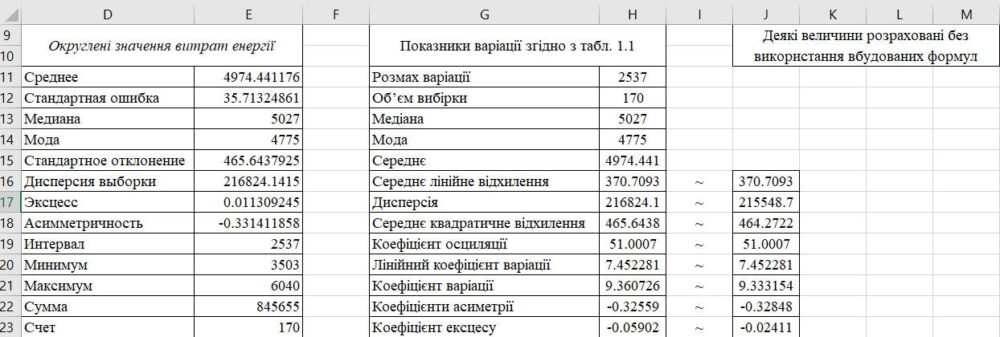 D E F G H I J K L M
9 Округлені значення витрат енергії Показники варіації згідно з табл. 1.1 Деякі величини розраховані без
10 використання вбудованих формул
11 Среднее 4974.441176 Розмах варіації 2537
12 Стандартная ошибка 35.71324861 Об’єм вибірки 170
13 Медиана 5027 Медіана 5027
14 Мода 4775 Мода 4775
15 Стандартное отклонение 465.6437925 Середнє 4974.441
16 Дисперсия выборки 216824.1415 Середнє лінійне відхилення 370.7093 ~ 370.7093
17 Эксцесс 0.011309245 Дисперсія 216824.1 ~ 215548.7
18 Асимметричность -0.331411858 Середнє квадратичне відхилення 465.6438 ~ 464.2722
19 Интервал 2537 Коефіцієнт осциляції 51.0007 ~ 51.0007
20 Минимум 3503 Лінійний коефіцієнт варіації 7.452281 ~ 7.452281
21 Максимум 6040 Коефіцієнт варіації 9.360726 ~ 9.333154
22 Сумма 845655 Коефіцієнти асиметрії -0.32559 ~ -0.32848
23 Счет 170 Коефіцієнт ексцесу -0.05902 ~ -0.02411